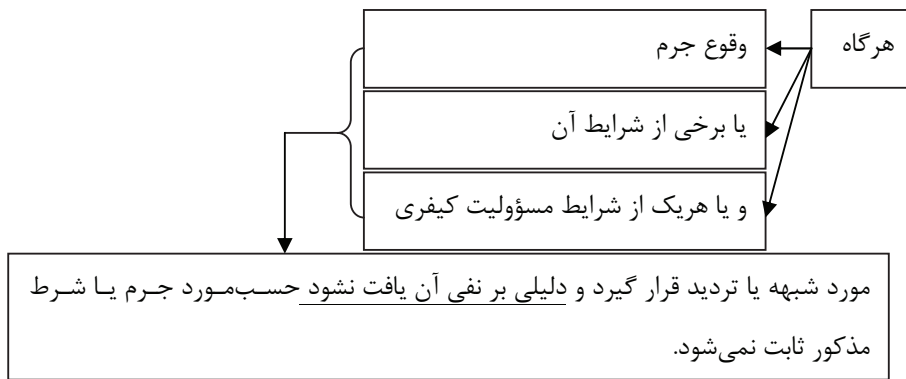 هرگاه
وقوع جرم
یا برخی از شرایط آن
و یا هریک از شرایط مسؤولیت کیفری
مورد شبهه یا تردید قرار گیرد و دلیلی بر نفی آن یافت نشود حسب‌مورد جرم یا شرط
مذکور ثابت نمی‌شود.